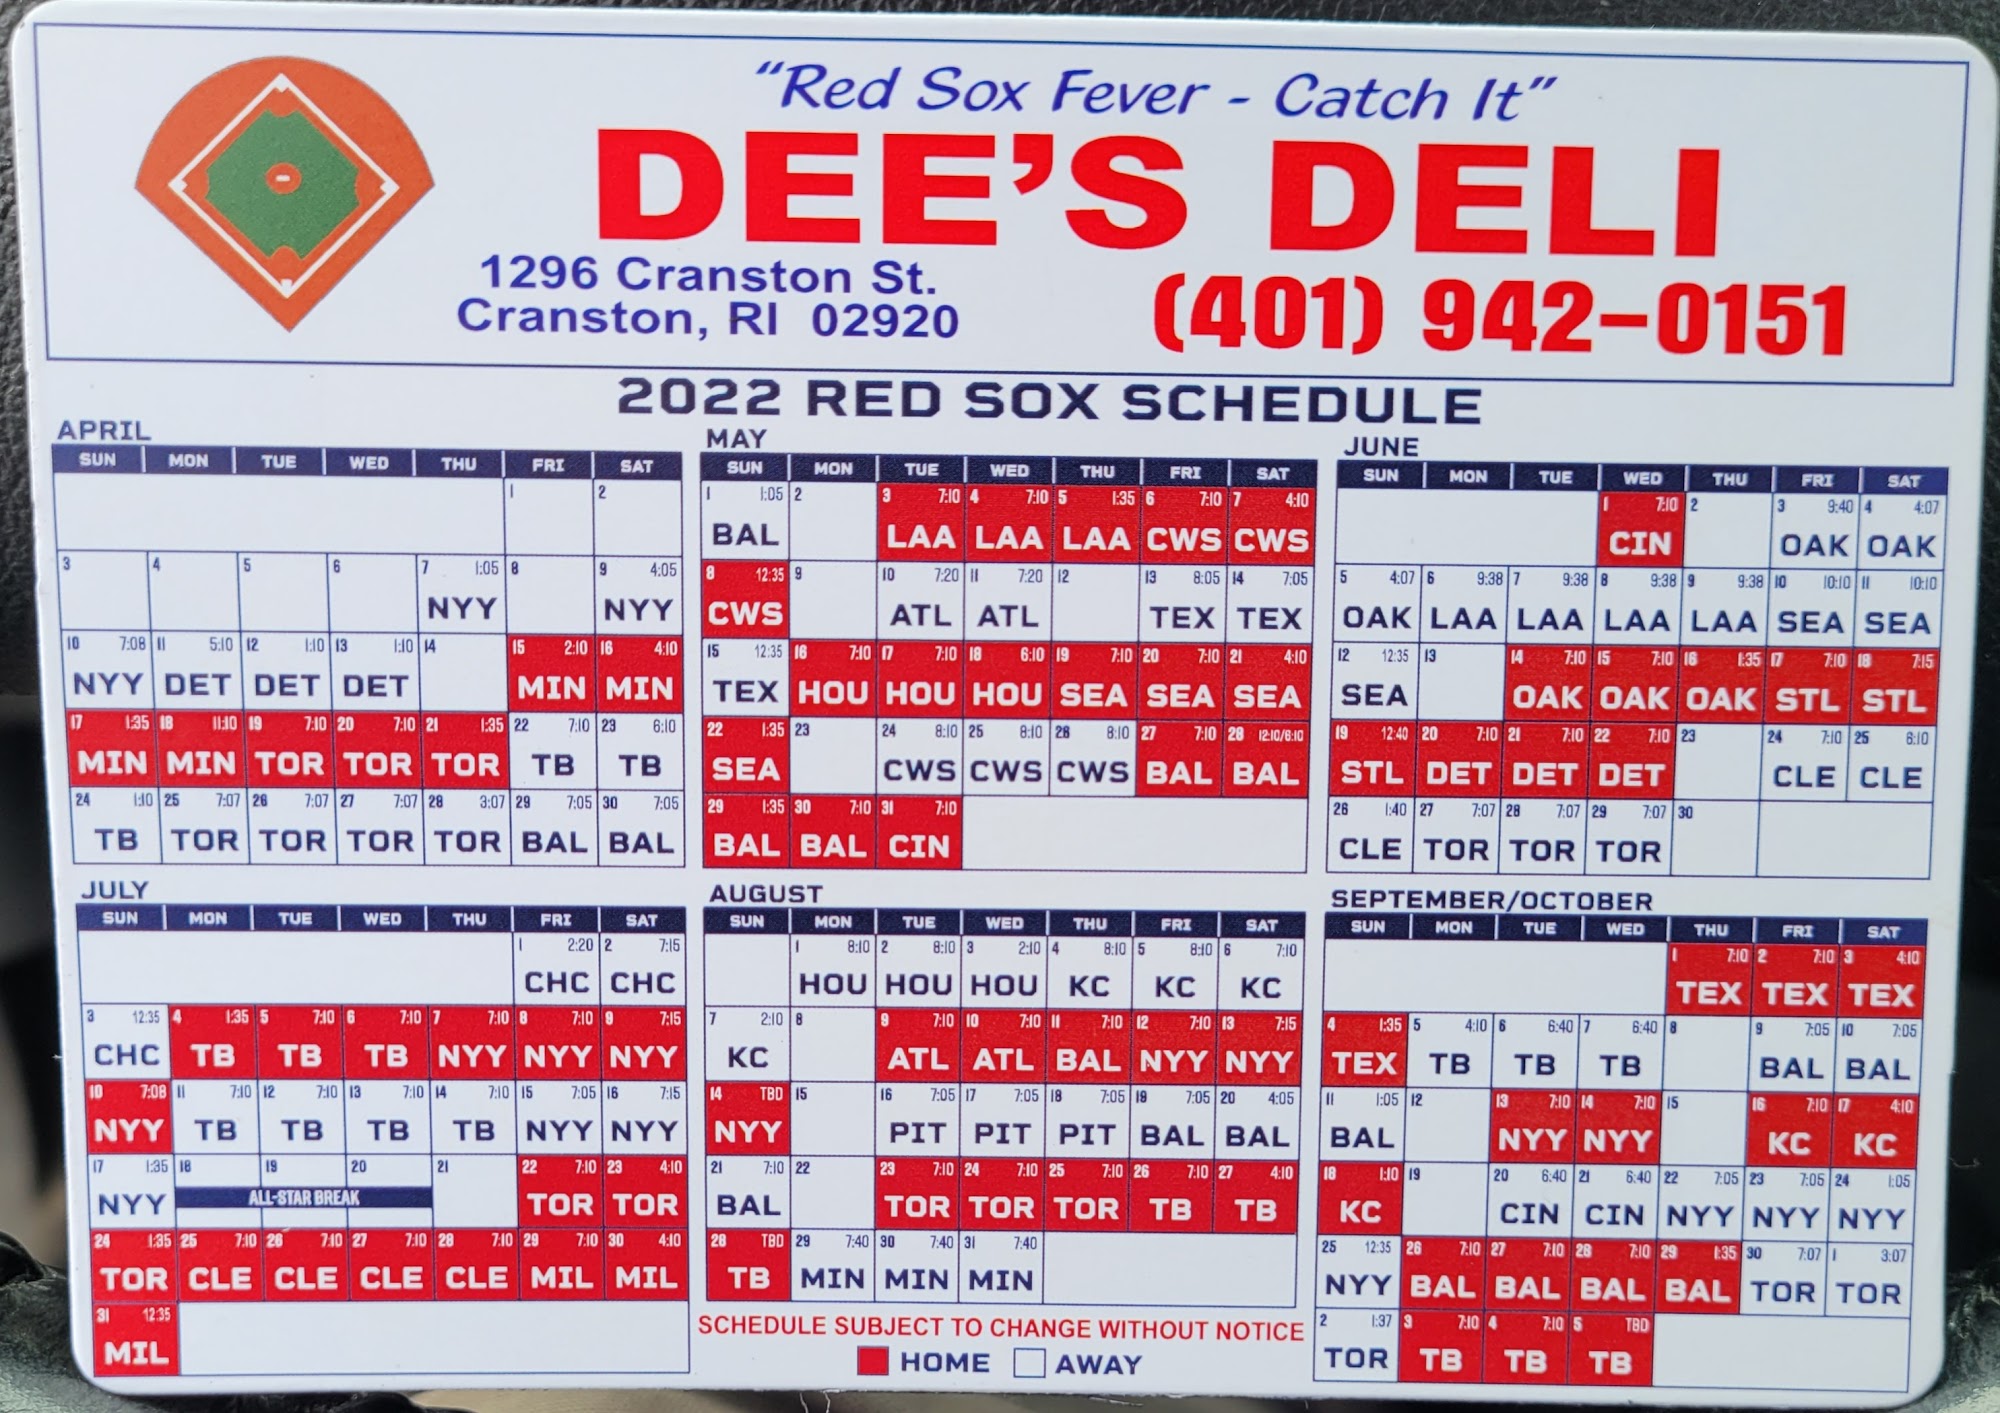 "Red Sox Fever - Catch It"
DEE'S DELI
1296 Cranston St.
Cranston, RI 02920
(401) 942-0151
2022 RED SOX SCHEDULE
APRIL
SUN MON TUE WED THU FRI SAT
1 2
3 4 5 6 7 1:05 8 9 4:05
NYY NYY
10 7:08 11 5:10 12 1:10 13 1:10 14 15 2:10 16 4:10
NYY DET DET DET MIN MIN
17 1:35 18 11:10 19 7:10 20 7:10 21 1:35 22 7:10 23 6:10
MIN MIN TOR TOR TOR TB TB
24 1:10 25 7:07 26 7:07 27 7:07 28 3:07 29 7:05 30 7:05
TB TOR TOR TOR TOR BAL BAL
MAY
SUN MON TUE WED THU FRI SAT
1 1:05 2 3 7:10 4 7:10 5 1:35 6 7:10 7 4:10
BAL LAA LAA LAA CWS CWS
8 12:35 9 10 7:20 11 7:20 12 13 8:05 14 7:05
CWS ATL ATL TEX TEX
15 12:35 16 7:10 17 7:10 18 6:10 19 7:10 20 7:10 21 4:10
TEX HOU HOU HOU SEA SEA SEA
22 1:35 23 24 8:10 25 8:10 26 8:10 27 7:10 28 12:10/6:10
SEA CWS CWS CWS BAL BAL
29 1:35 30 7:10 31 7:10
BAL BAL CIN
JUNE
SUN MON TUE WED THU FRI SAT
1 7:10 2 3 9:40 4 4:07
CIN OAK OAK
5 4:07 6 9:38 7 9:38 8 9:38 9 9:38 10 10:10 11 10:10
OAK LAA LAA LAA LAA SEA SEA
12 12:35 13 14 7:10 15 7:10 16 1:35 17 7:10 18 7:15
SEA OAK OAK OAK STL STL
19 12:40 20 7:10 21 7:10 22 7:10 23 24 7:10 25 6:10
STL DET DET DET CLE CLE
26 1:40 27 7:07 28 7:07 29 7:07 30
CLE TOR TOR TOR
JULY
SUN MON TUE WED THU FRI SAT
1 2:20 2 7:15
CHC CHC
3 12:35 4 1:35 5 7:10 6 7:10 7 7:10 8 7:10 9 7:15
CHC TB TB TB NYY NYY NYY
10 7:08 11 7:10 12 7:10 13 7:10 14 7:10 15 7:05 16 7:15
NYY TB TB TB TB NYY NYY
17 1:35 18 19 20 21 22 7:10 23 4:10
NYY ALL-STAR BREAK TOR TOR
24 1:35 25 7:10 26 7:10 27 7:10 28 7:10 29 7:10 30 4:10
TOR CLE CLE CLE CLE MIL MIL
31 12:35
MIL
AUGUST
SUN MON TUE WED THU FRI SAT
1 8:10 2 8:10 3 2:10 4 8:10 5 8:10 6 7:10
HOU HOU HOU KC KC KC
7 2:10 8 9 7:10 10 7:10 11 7:10 12 7:10 13 7:15
KC ATL ATL BAL NYY NYY
14 TBD 15 16 7:05 17 7:05 18 7:05 19 7:05 20 4:05
NYY PIT PIT PIT BAL BAL
21 7:10 22 23 7:10 24 7:10 25 7:10 26 7:10 27 4:10
BAL TOR TOR TOR TB TB
28 TBD 29 7:40 30 7:40 31 7:40
TB MIN MIN MIN
SEPTEMBER/OCTOBER
SUN MON TUE WED THU FRI SAT
1 7:10 2 7:10 3 4:10
TEX TEX TEX
4 1:35 5 4:10 6 6:40 7 6:40 8 9 7:05 10 7:05
TEX TB TB TB BAL BAL
11 1:05 12 13 7:10 14 7:10 15 16 7:10 17 4:10
BAL NYY NYY KC KC
18 1:10 19 20 6:40 21 6:40 22 7:05 23 7:05 24 1:05
KC CIN CIN NYY NYY NYY
25 12:35 26 7:10 27 7:10 28 7:10 29 1:35 30 7:07 1 3:07
NYY BAL BAL BAL BAL TOR TOR
2 1:37 3 7:10 4 7:10 5 TBD
TOR TB TB TB
SCHEDULE SUBJECT TO CHANGE WITHOUT NOTICE
HOME AWAY